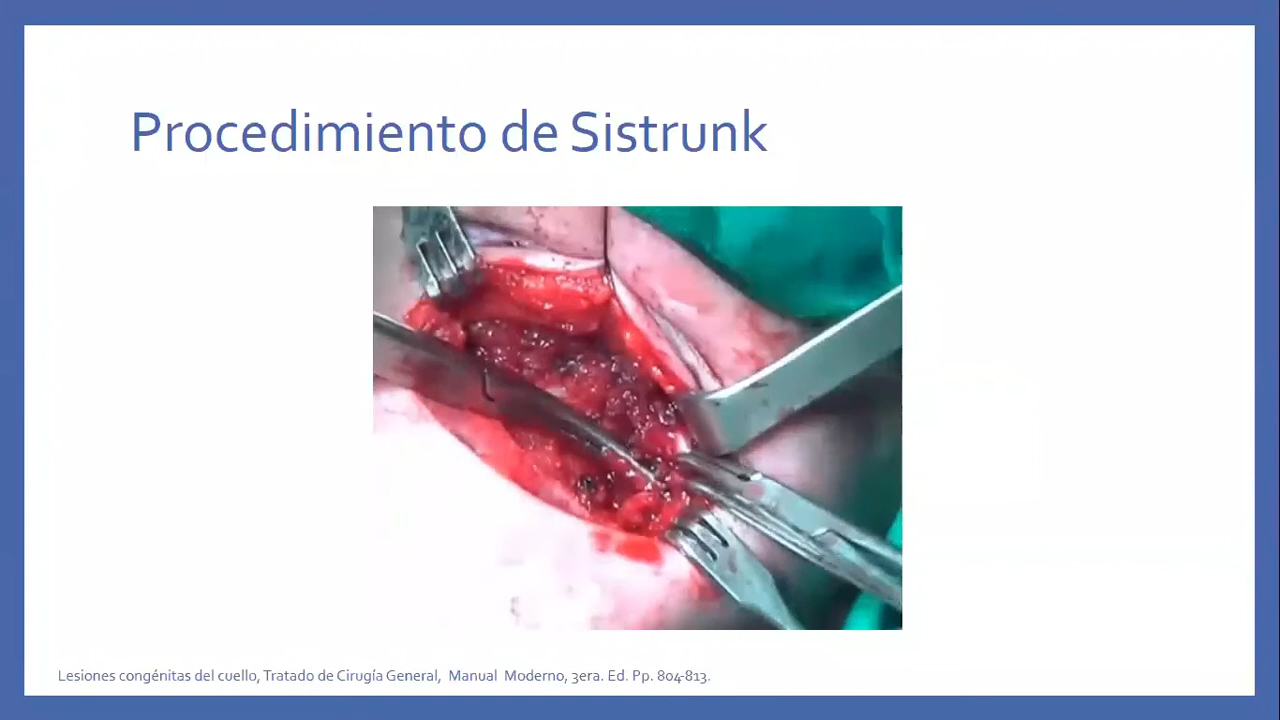 Procedimiento de Sistrunk
Lesiones congénitas del cuello, Tratado de Cirugía General, Manual Moderno, 3era. Ed. Pp. 804-813.